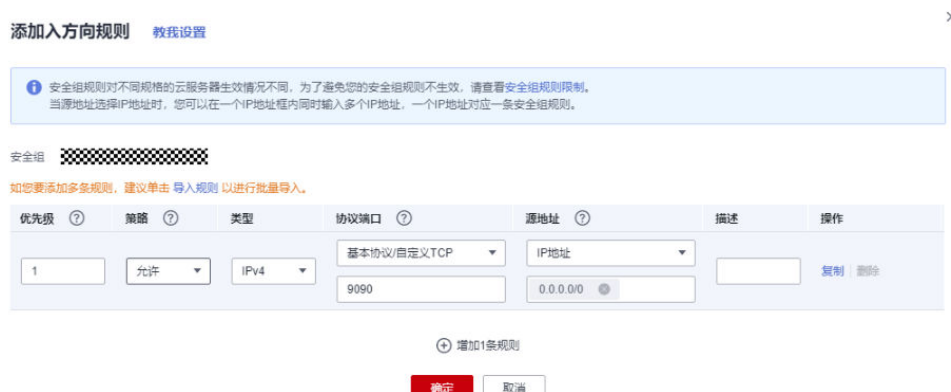 添加入方向规则 教我设置
安全组规则对不同规格的云服务器生效情况不同，为了避免您的安全组规则不生效，请查看安全组规则限制。
当源地址选择IP地址时，您可以在一个IP地址框内同时输入多个IP地址，一个IP地址对应一条安全组规则。
安全组
如您要添加多条规则，建议单击 导入规则 以进行批量导入。
优先级 策略 类型 协议端口 源地址 描述 操作
基本协议/自定义TCP IP地址
1 允许 IPv4 复制 删除
9090 0.0.0.0/0
增加1条规则
确定 取消